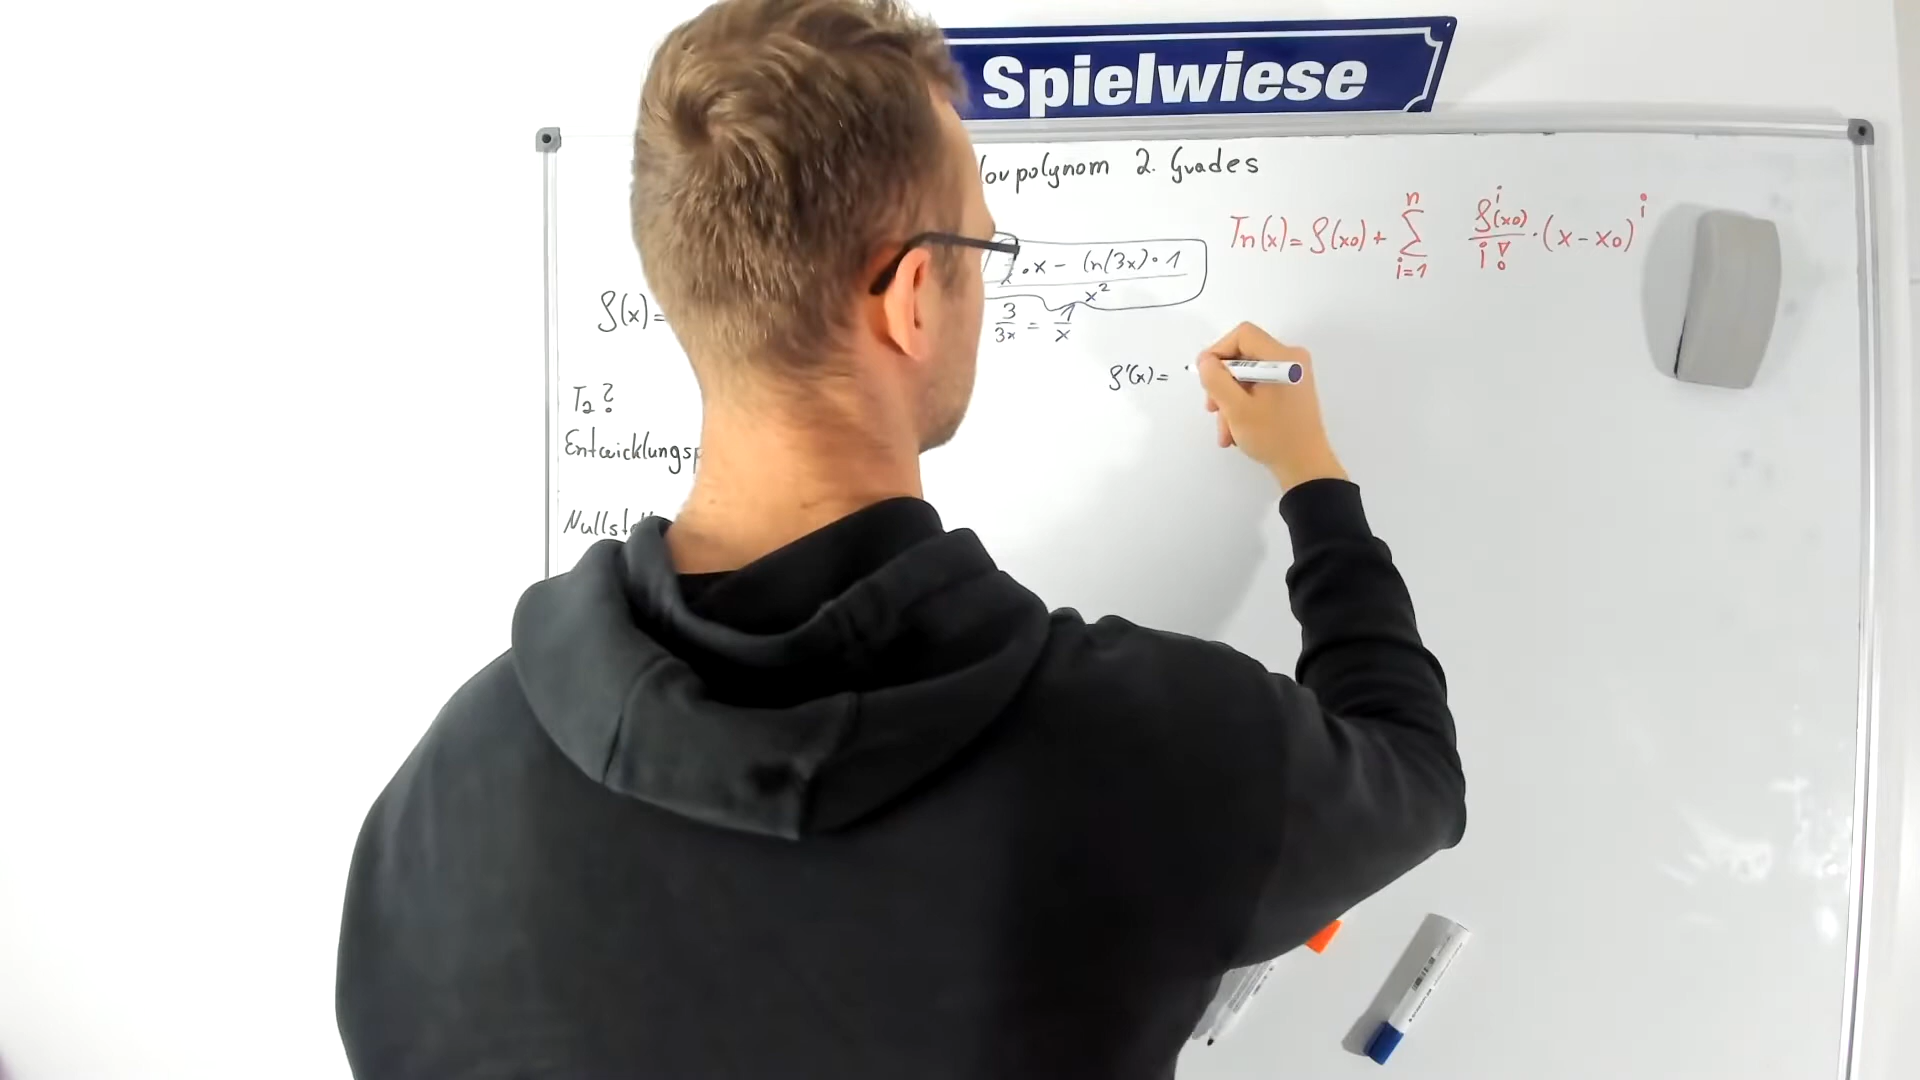 Spielwiese
lorpolynom 2. Grades
Tn(x) = f(x0) + n∑i=1 f^i(x0)/i! · (x - x0)^i
· x - ln(3x) · 1
x²
f(x) =
3/3x = 1/x
f'(x) =
T2?
Entwicklungsp
Nullst